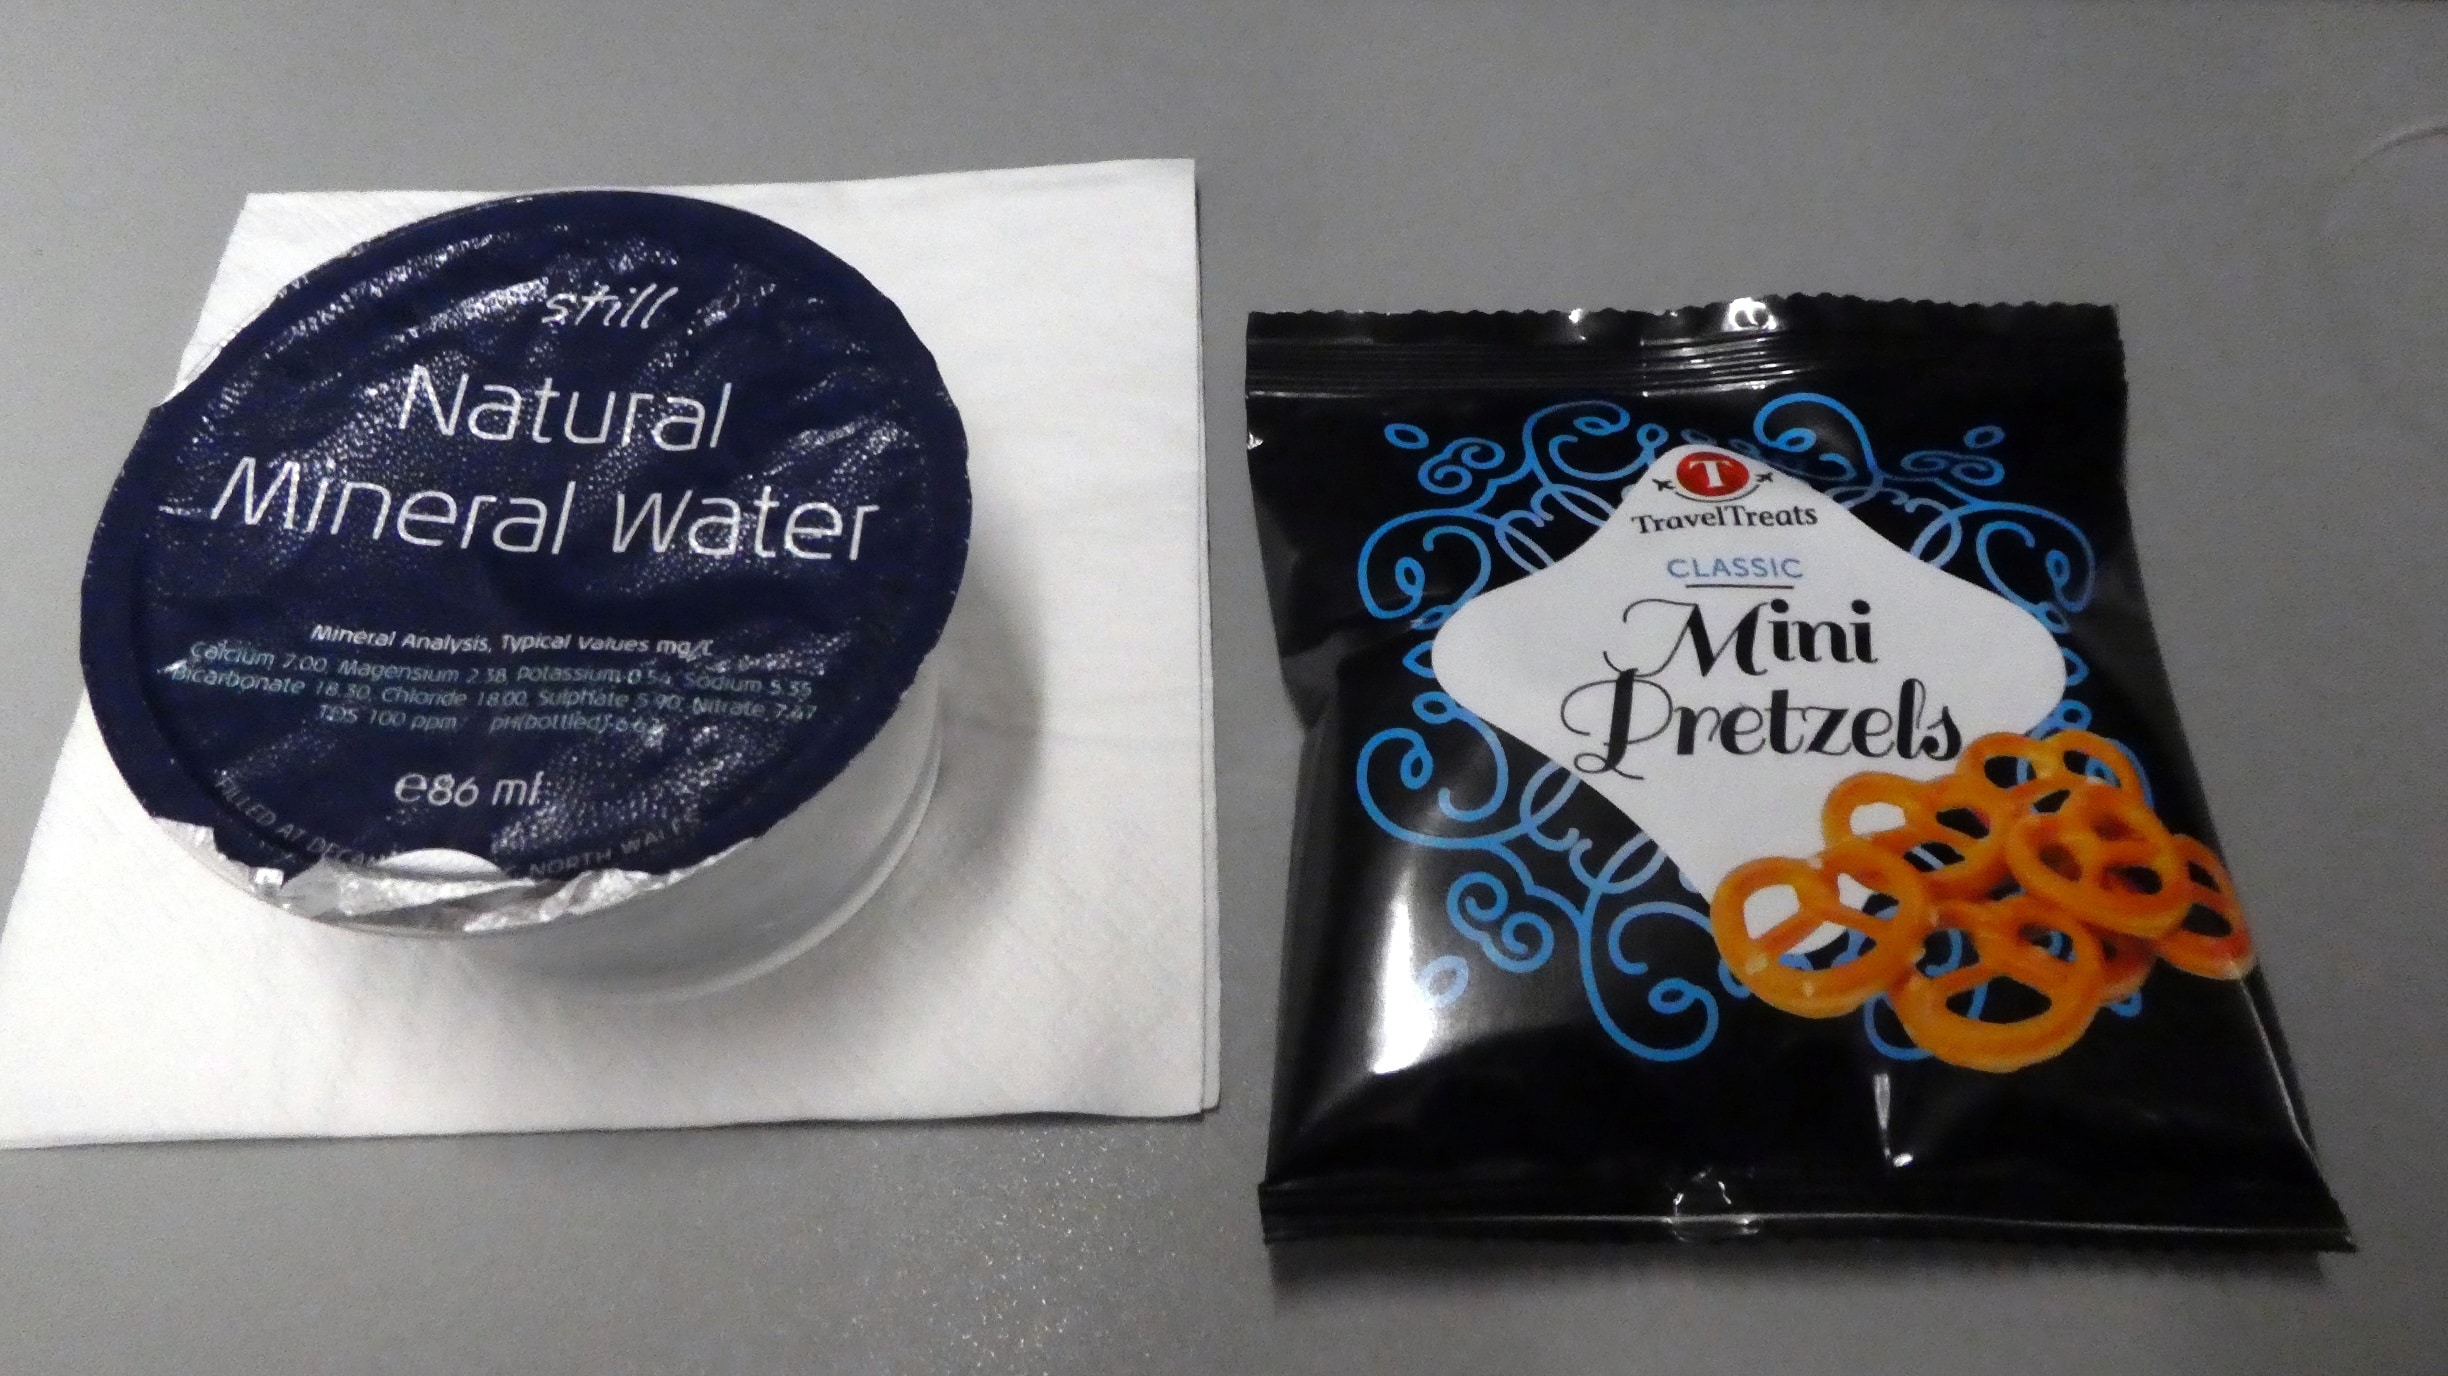 still
Natural
Mineral Water
Mineral Analysis, Typical Values mg/l
Calcium 7.00, Magensium 2.38, Potassium 0.54, Sodium 5.55
Bicarbonate 18.30, Chloride 18.00, Sulphate 5.90, Nitrate 7.47
TDS 100 ppm pH(bottled)
e86 ml
FILLED AT NORTH WALES
T
TravelTreats
CLASSIC
Mini
Pretzels